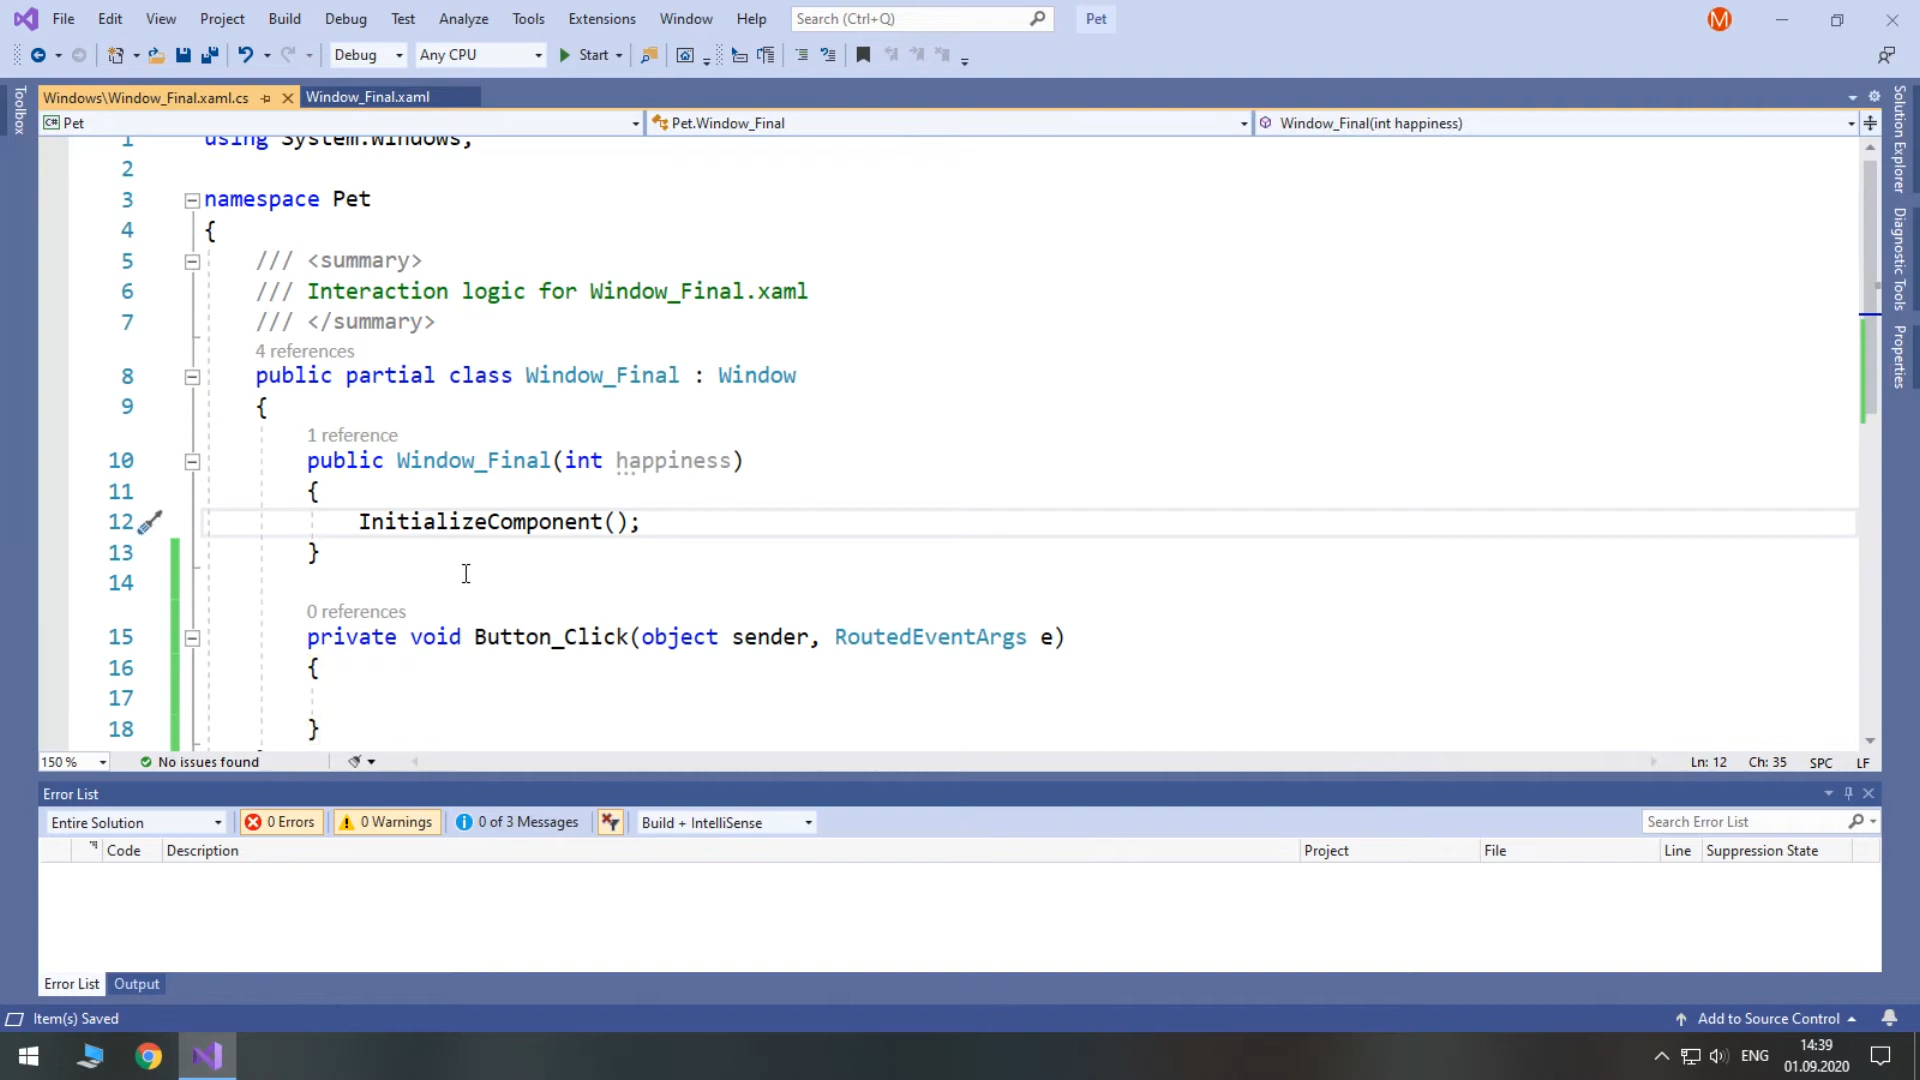 File Edit View Project Build Debug Test Analyze Tools Extensions Window Help Search (Ctrl+Q) Pet M
Debug Any CPU Start
Toolbox
Windows\Window_Final.xaml.cs Window_Final.xaml
C# Pet Pet.Window_Final Window_Final(int happiness)
1 using System.Windows;
2
3 namespace Pet
4 {
5 /// <summary>
6 /// Interaction logic for Window_Final.xaml
7 /// </summary>
4 references
8 public partial class Window_Final : Window
9 {
1 reference
10 public Window_Final(int happiness)
11 {
12 InitializeComponent();
13 }
14
0 references
15 private void Button_Click(object sender, RoutedEventArgs e)
16 {
17
18 }
150 % No issues found Ln: 12 Ch: 35 SPC LF
Solution Explorer
Diagnostic Tools
Properties
Error List
Entire Solution 0 Errors 0 Warnings 0 of 3 Messages Build + IntelliSense Search Error List
Code Description Project File Line Suppression State
Error List Output
Item(s) Saved Add to Source Control
ENG 14:39
01.09.2020